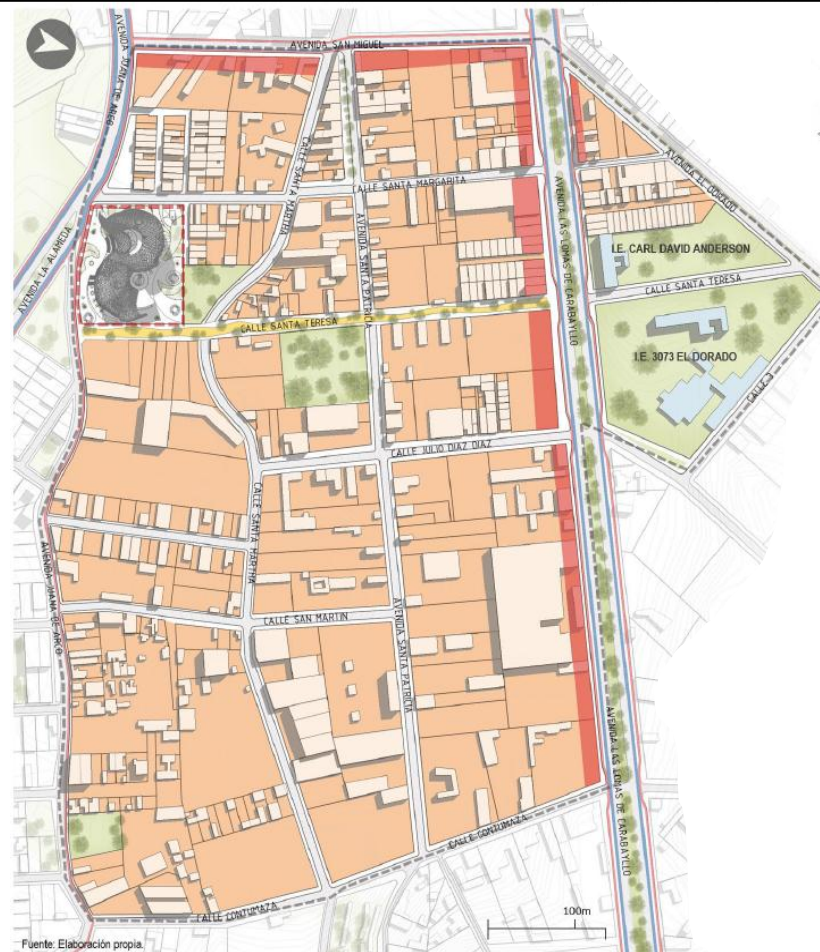 AVENIDA JUANA DE ARCO
AVENIDA SAN MIGUEL
CALLE SANTA MARTHA
CALLE SANTA MARGARITA
AVENIDA EL DORADO
AVENIDA LA ALAMEDA
AVENIDA SANTA PATRICIA
AVENIDA LAS LOMAS DE CARABAYLLO
I.E. CARL DAVID ANDERSON
CALLE SANTA TERESA
CALLE SANTA TERESA
I.E. 3073 EL DORADO
CALLE 3
CALLE JULIO DIAZ DIAZ
CALLE SANTA MARTHA
AVENIDA JUANA DE ARCO
CALLE SAN MARTIN
AVENIDA SANTA PATRICIA
AVENIDA LAS LOMAS DE CARABAYLLO
CALLE CONTUMAZA
CALLE CONTUMAZA
100m
Fuente: Elaboración propia.